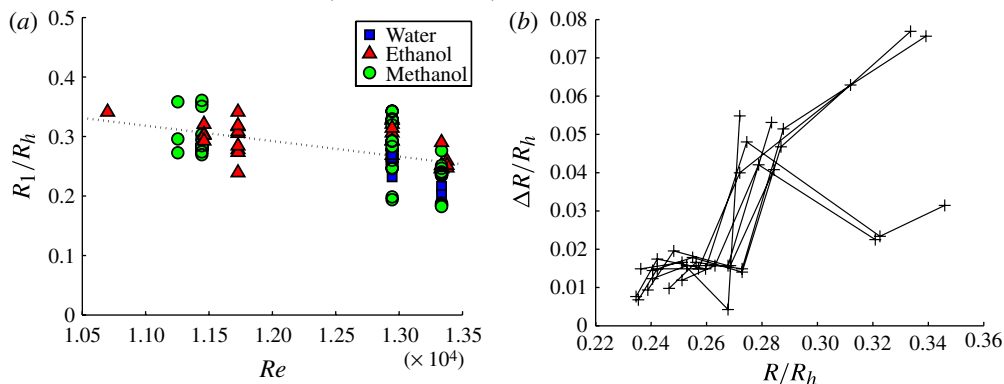 (a)
0.5
0.4
0.3
0.2
0.1
0
R₁/Rₕ
Water
Ethanol
Methanol
1.05 1.10 1.15 1.20 1.25 1.30 1.35
Re
(× 10⁴)
(b)
0.08
0.07
0.06
0.05
0.04
0.03
0.02
0.01
0
ΔR/Rₕ
0.22 0.24 0.26 0.28 0.30 0.32 0.34 0.36
R/Rₕ